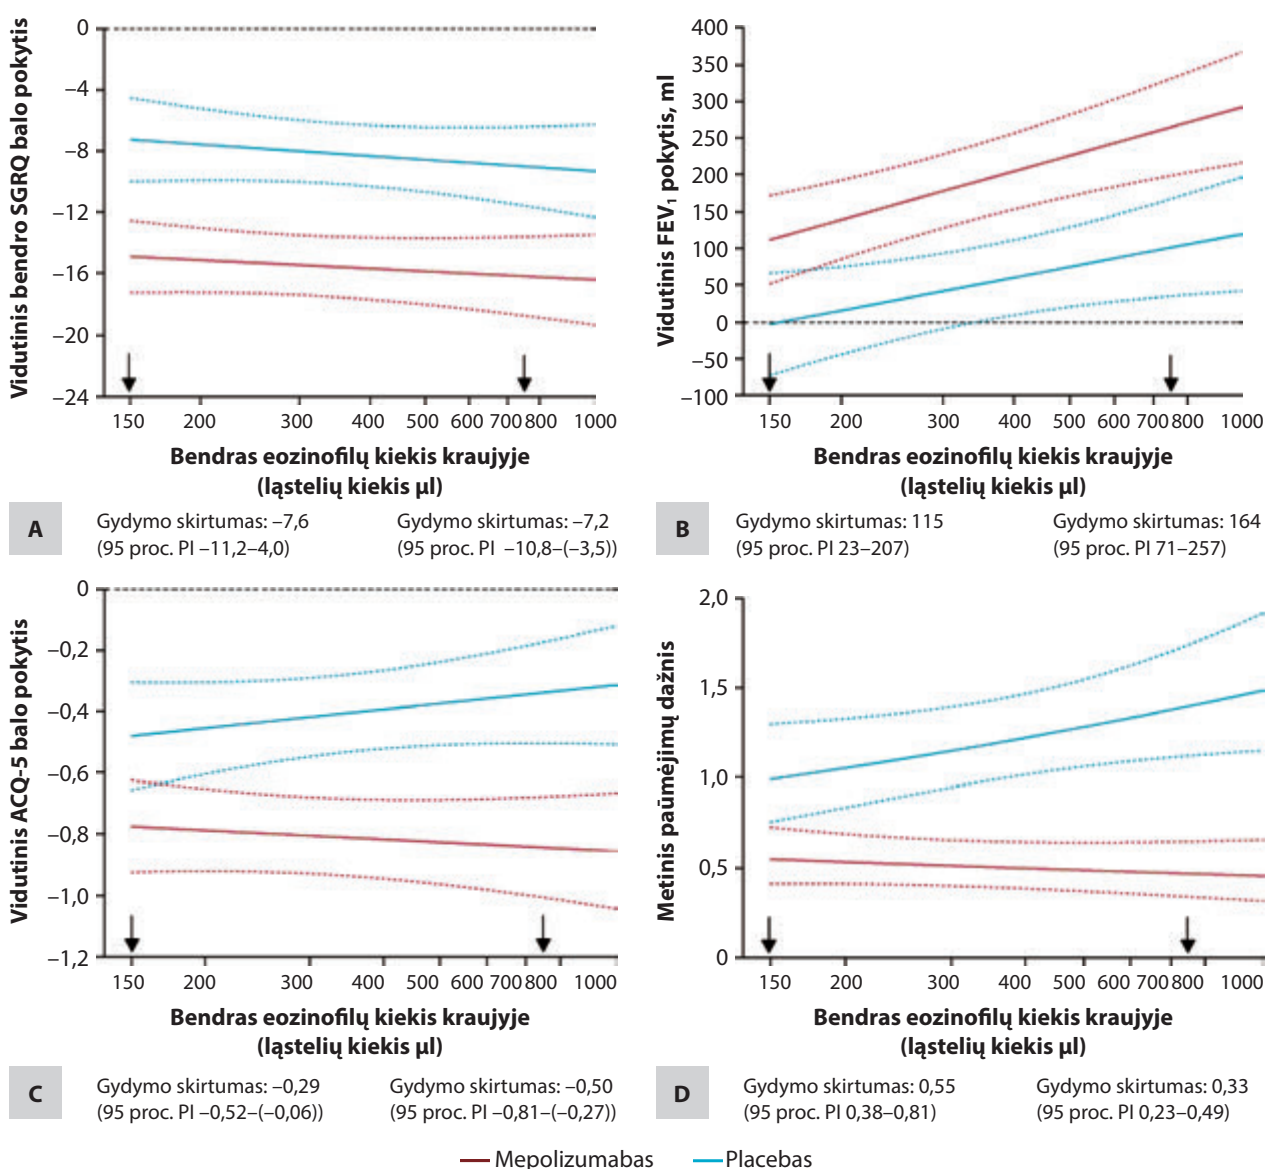 Vidutinis bendro SGRQ balo pokytis
0
–4
–8
–12
–16
–20
–24
150 200 300 400 500 600 700 800 1000
Bendras eozinofilų kiekis kraujyje
(ląstelių kiekis µl)
A
Gydymo skirtumas: –7,6
(95 proc. PI –11,2–4,0)
Gydymo skirtumas: –7,2
(95 proc. PI –10,8–(–3,5))
Vidutinis FEV₁ pokytis, ml
400
350
300
250
200
150
100
50
0
–50
–100
150 200 300 400 500 600 700 800 1000
Bendras eozinofilų kiekis kraujyje
(ląstelių kiekis µl)
B
Gydymo skirtumas: 115
(95 proc. PI 23–207)
Gydymo skirtumas: 164
(95 proc. PI 71–257)
Vidutinis ACQ-5 balo pokytis
0
–0,2
–0,4
–0,6
–0,8
–1,0
–1,2
150 200 300 400 500 600 700 800 1000
Bendras eozinofilų kiekis kraujyje
(ląstelių kiekis µl)
C
Gydymo skirtumas: –0,29
(95 proc. PI –0,52–(–0,06))
Gydymo skirtumas: –0,50
(95 proc. PI –0,81–(–0,27))
Metinis paūmėjimų dažnis
2,0
1,5
1,0
0,5
0
150 200 300 400 500 600 700 800 1000
Bendras eozinofilų kiekis kraujyje
(ląstelių kiekis µl)
D
Gydymo skirtumas: 0,55
(95 proc. PI 0,38–0,81)
Gydymo skirtumas: 0,33
(95 proc. PI 0,23–0,49)
Mepolizumabas Placebas